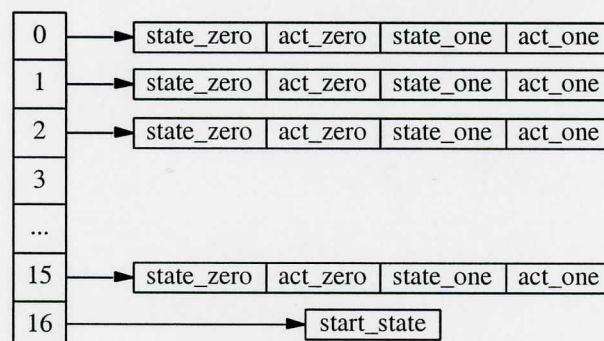 0 state_zero act_zero state_one act_one
1 state_zero act_zero state_one act_one
2 state_zero act_zero state_one act_one
3
...
15 state_zero act_zero state_one act_one
16 start_state